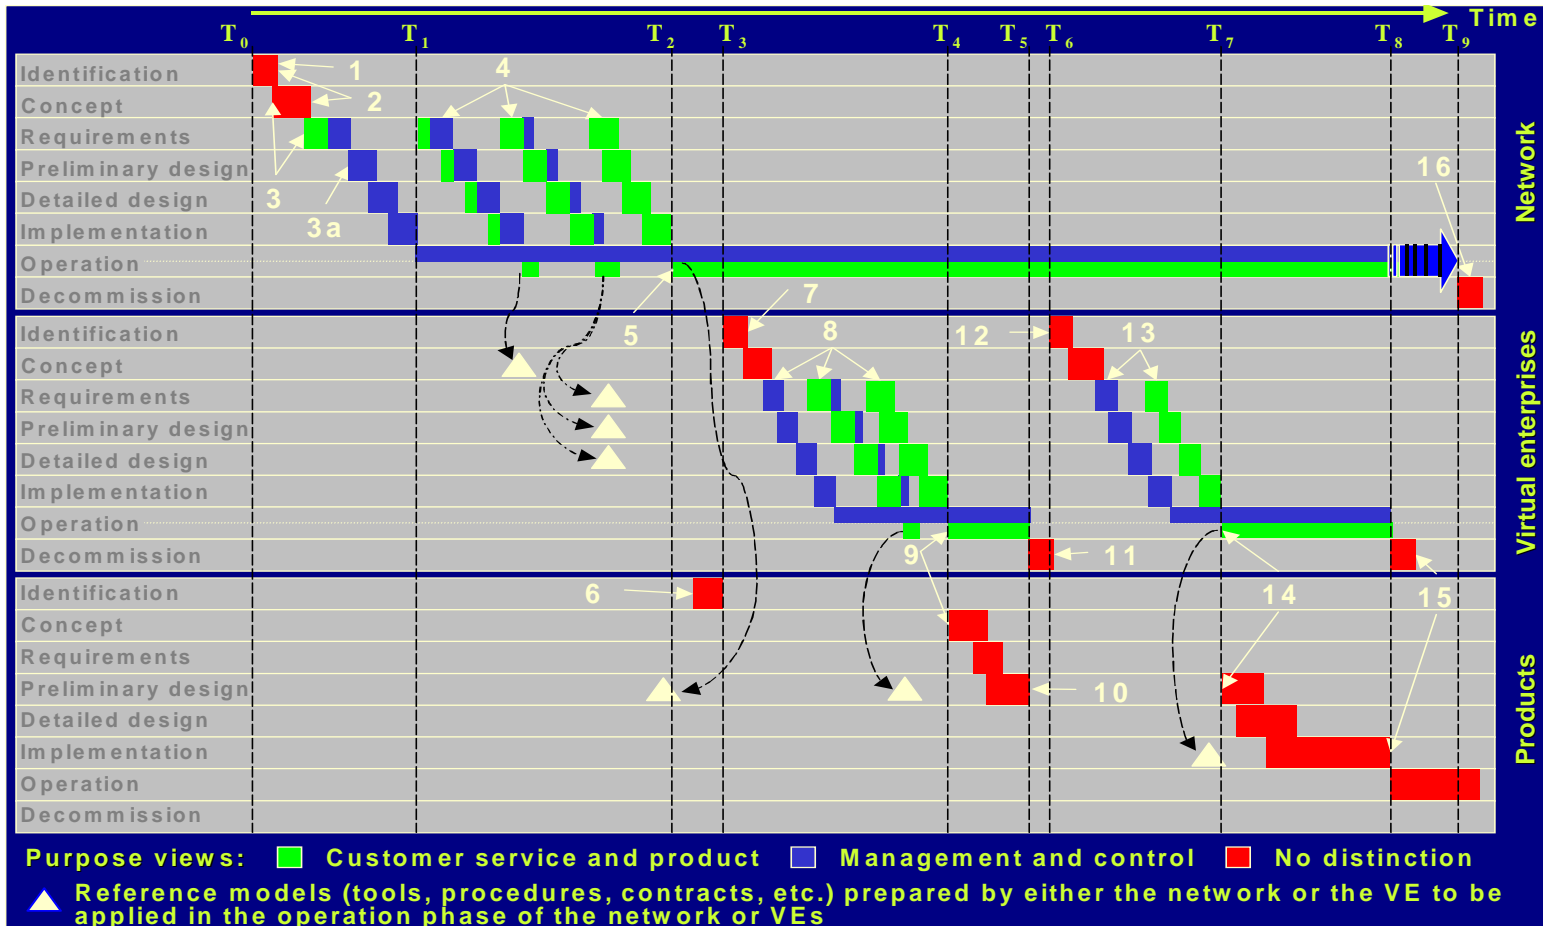 Time
T0 T1 T2 T3 T4 T5 T6 T7 T8 T9
Identification
1
4
Concept
2
Requirements
Preliminary design
16
3
Detailed design
3a
Implementation
Operation
Decommission
7
Network
Identification
5
8
12
13
Concept
Requirements
Preliminary design
Detailed design
Implementation
Operation
Decommission
9
11
Virtual enterprises
Identification
6
14
15
Concept
Requirements
Preliminary design
10
Detailed design
Implementation
Operation
Decommission
Products
Purpose views: Customer service and product Management and control No distinction
Reference models (tools, procedures, contracts, etc.) prepared by either the network or the VE to be
applied in the operation phase of the network or VEs